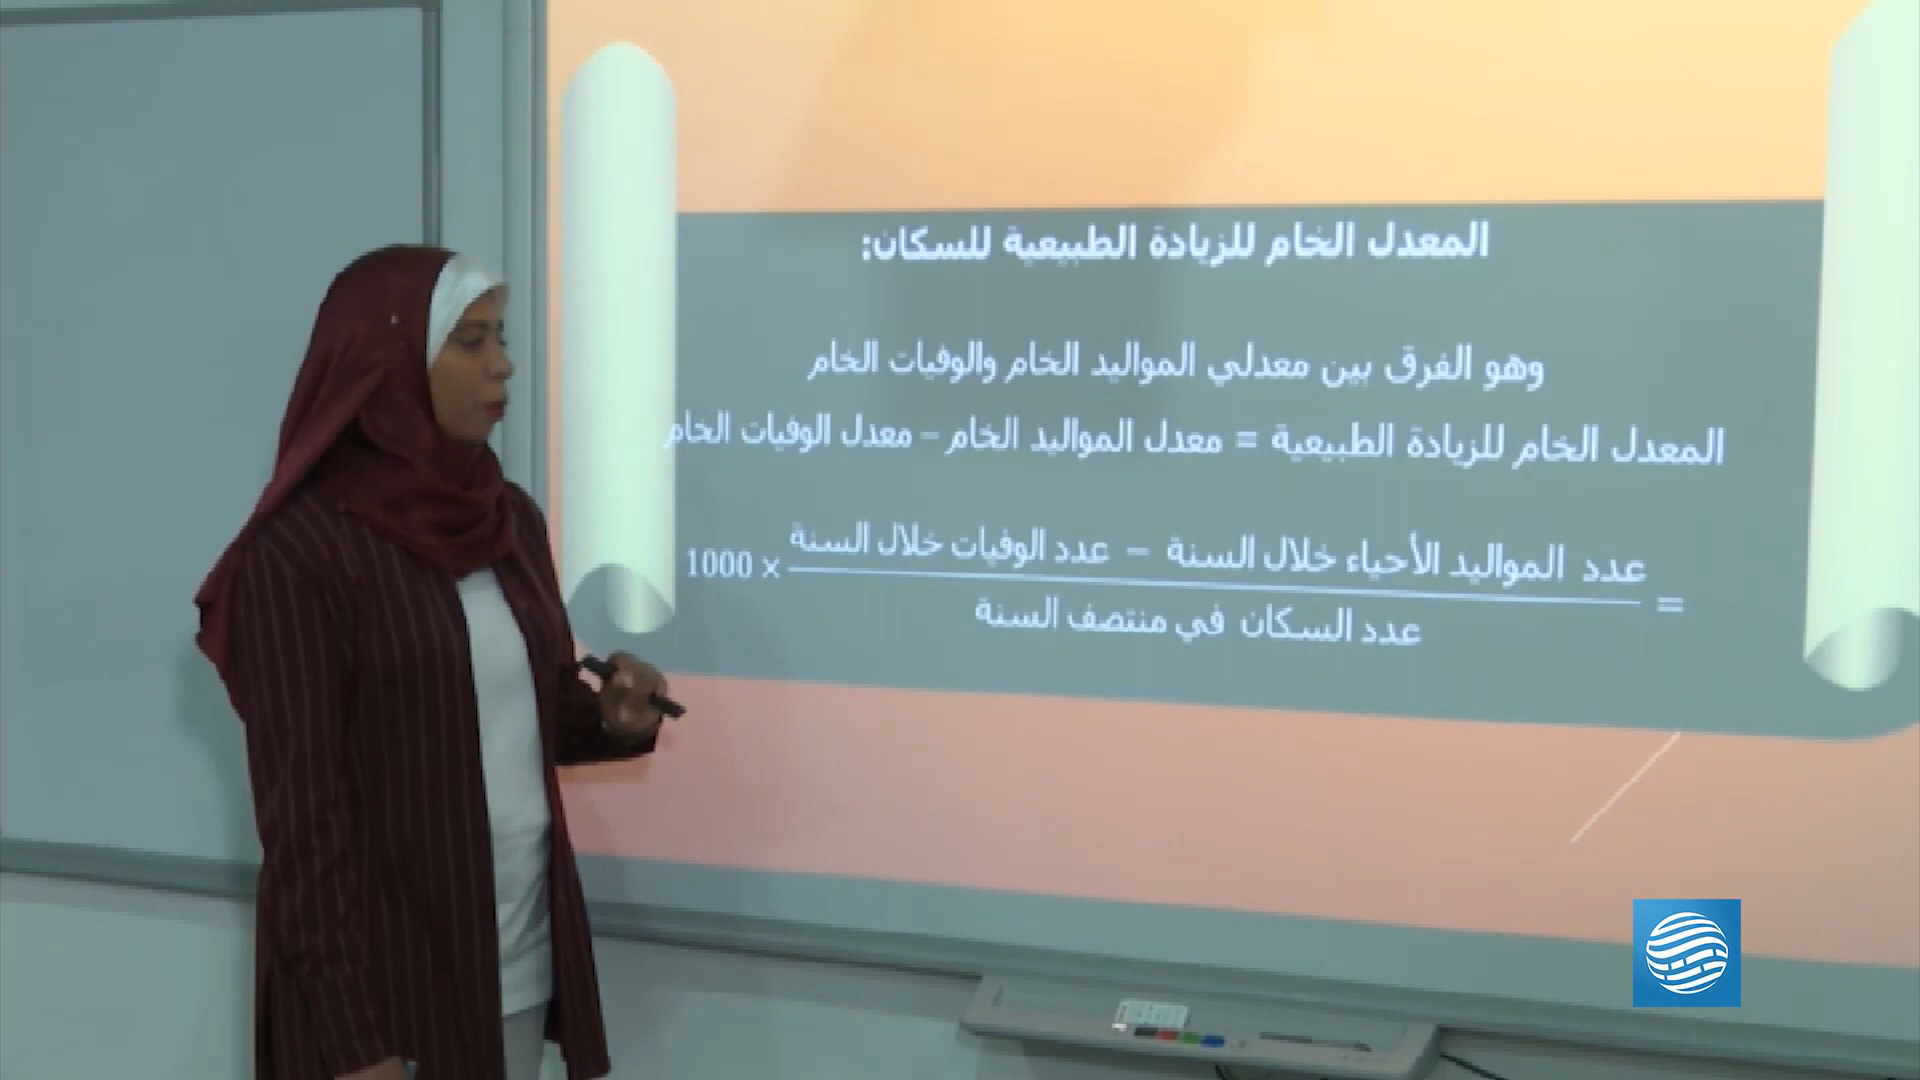 المعدل الخام للزيادة الطبيعية للسكان:
وهو الفرق بين معدلي المواليد الخام والوفيات الخام
المعدل الخام للزيادة الطبيعية = معدل المواليد الخام – معدل الوفيات الخام
عدد المواليد الأحياء خلال السنة – عدد الوفيات خلال السنة
= × 1000
عدد السكان في منتصف السنة